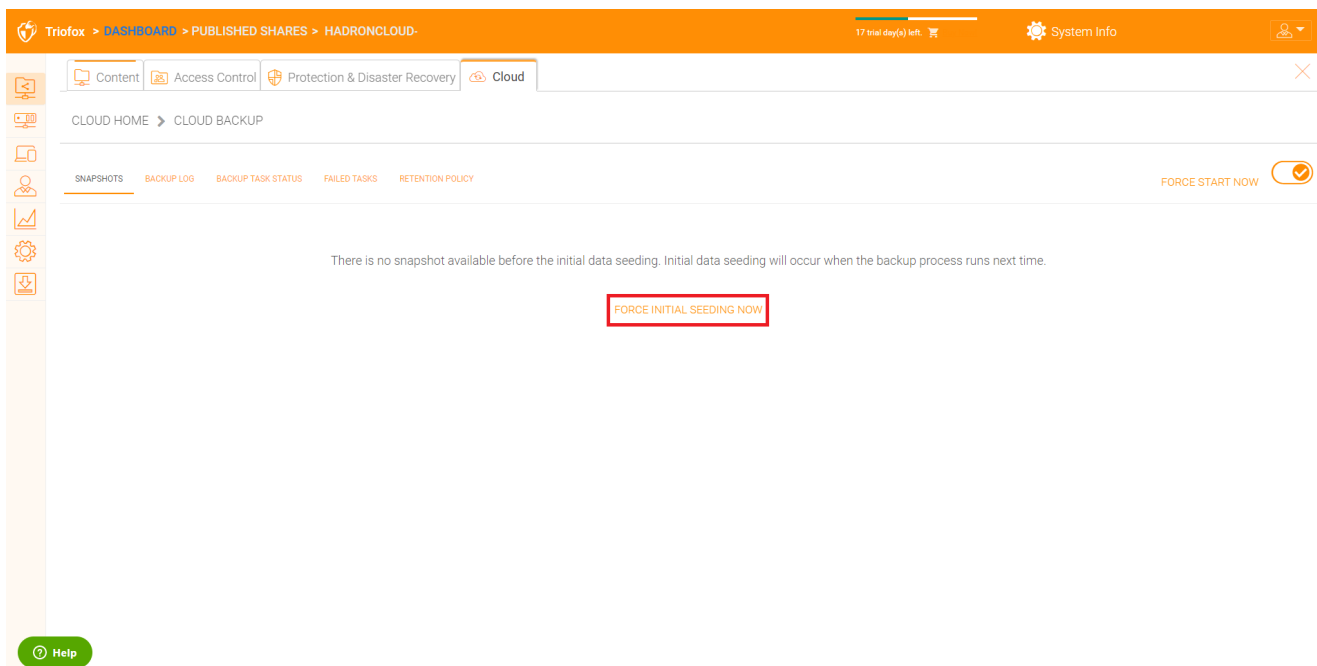 Triofox > DASHBOARD > PUBLISHED SHARES > HADRONCLOUD-
17 trial day(s) left.
System Info
Content
Access Control
Protection & Disaster Recovery
Cloud
CLOUD HOME > CLOUD BACKUP
SNAPSHOTS
BACKUP LOG
BACKUP TASK STATUS
FAILED TASKS
RETENTION POLICY
FORCE START NOW
There is no snapshot available before the initial data seeding. Initial data seeding will occur when the backup process runs next time.
FORCE INITIAL SEEDING NOW
Help